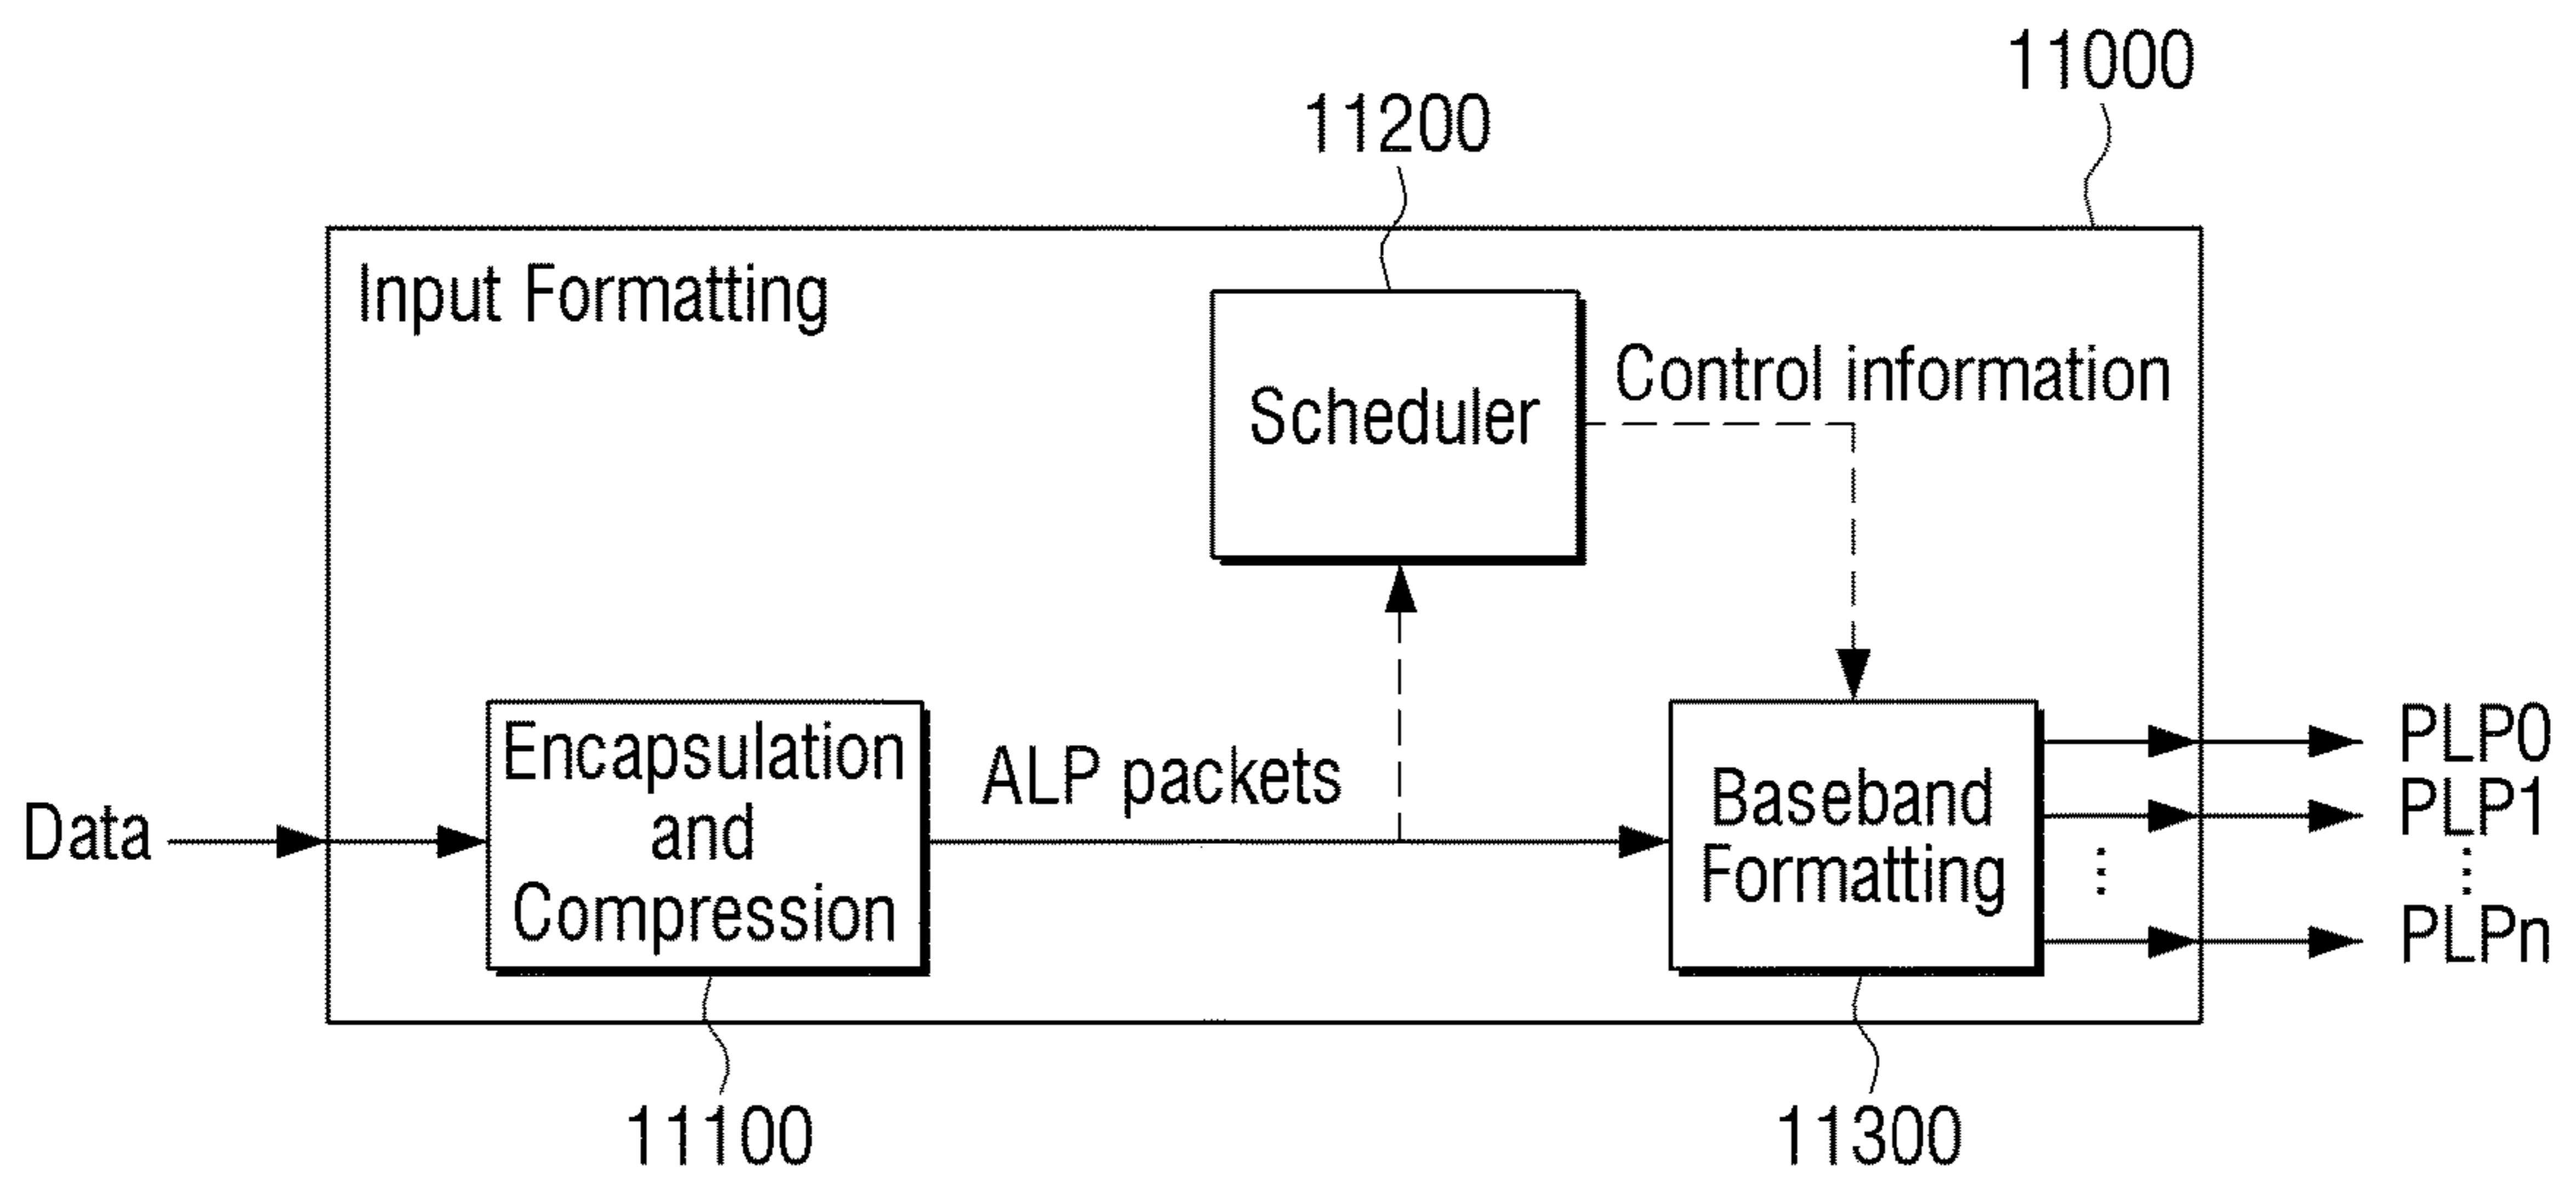 11000
11200
Input Formatting
Control information
Scheduler
Encapsulation
and
Compression
ALP packets
Data
Baseband
Formatting
PLP0
PLP1
PLPn
11100
11300